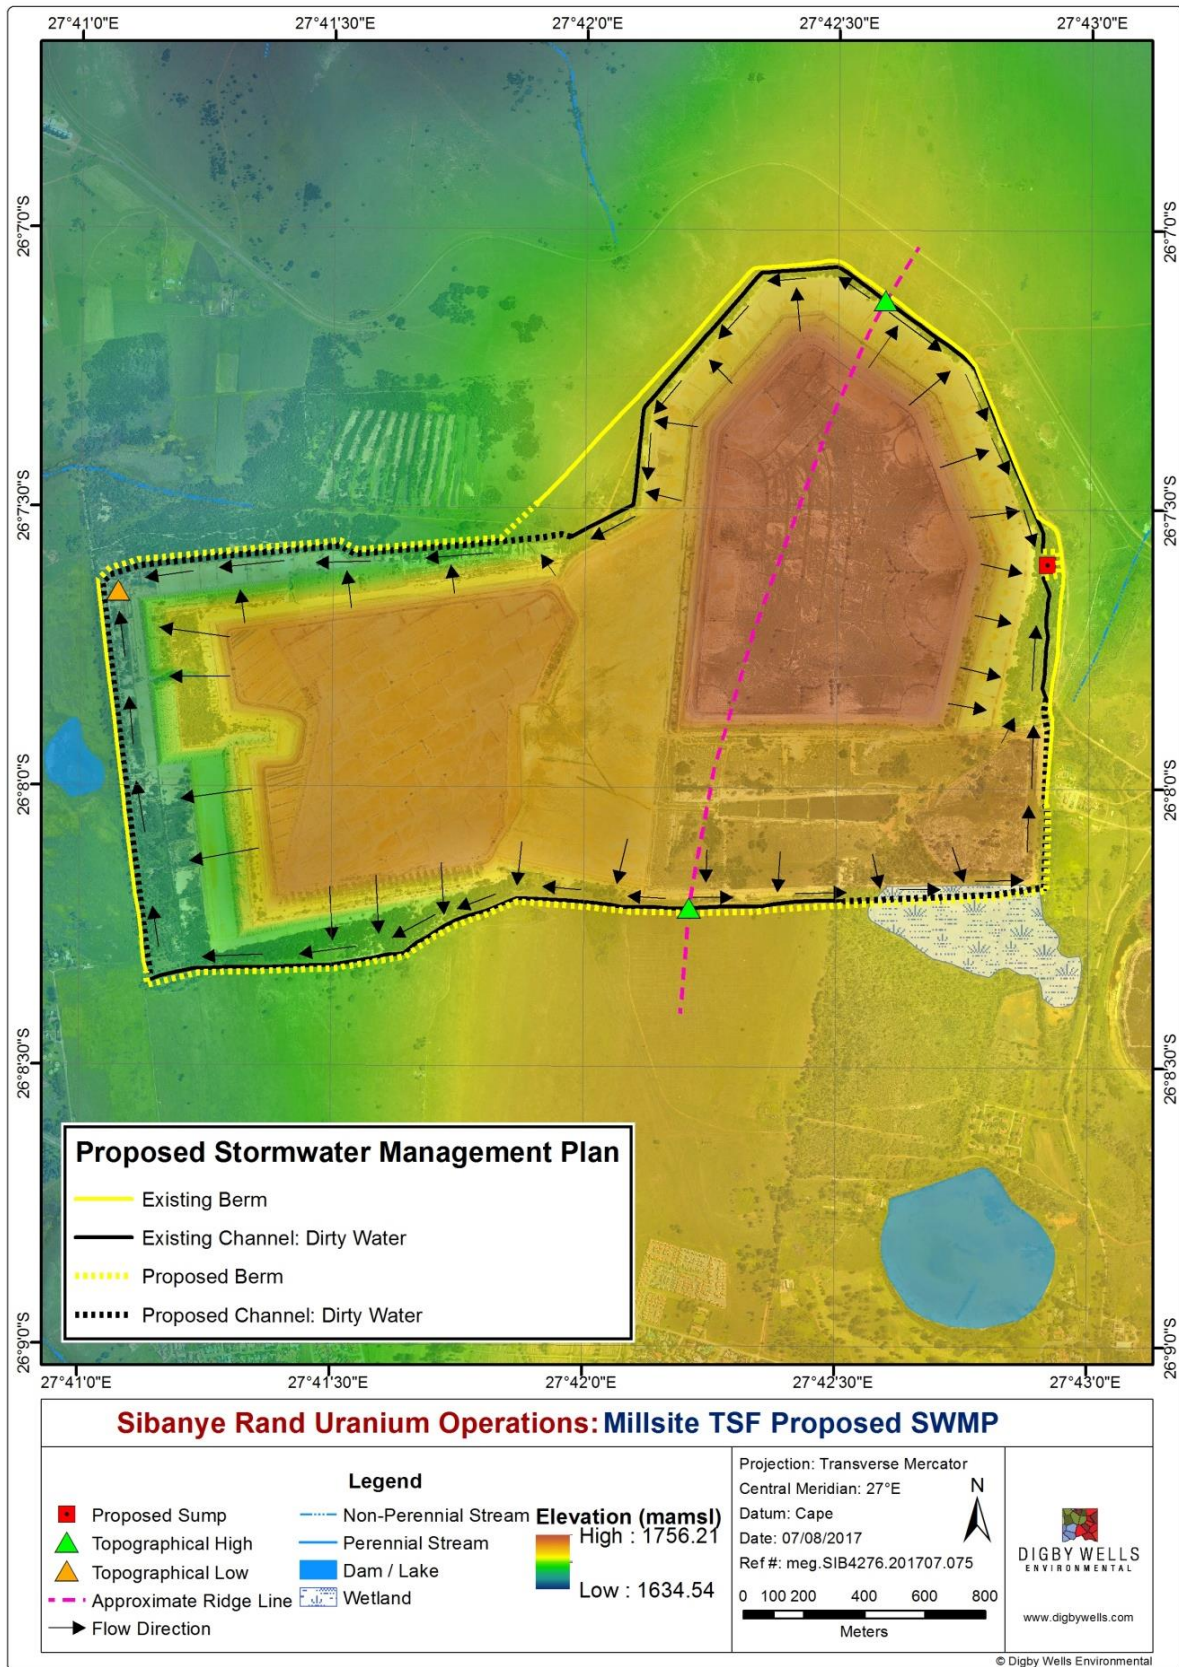 27°41'0"E 27°41'30"E 27°42'0"E 27°42'30"E 27°43'0"E
26°7'0"S 26°7'0"S
26°7'30"S 26°7'30"S
26°8'0"S 26°8'0"S
26°8'30"S 26°8'30"S
26°9'0"S 26°9'0"S
Proposed Stormwater Management Plan
Existing Berm
Existing Channel: Dirty Water
Proposed Berm
Proposed Channel: Dirty Water
27°41'0"E 27°41'30"E 27°42'0"E 27°42'30"E 27°43'0"E
Sibanye Rand Uranium Operations: Millsite TSF Proposed SWMP
Legend
Proposed Sump
Topographical High
Topographical Low
Approximate Ridge Line
Flow Direction
Non-Perennial Stream
Perennial Stream
Dam / Lake
Wetland
Elevation (mamsl)
High : 1756.21
Low : 1634.54
Projection: Transverse Mercator
Central Meridian: 27°E
Datum: Cape
Date: 07/08/2017
Ref #: meg.SIB4276.201707.075
N
0 100 200 400 600 800
Meters
DIGBY WELLS
ENVIRONMENTAL
www.digbywells.com
© Digby Wells Environmental